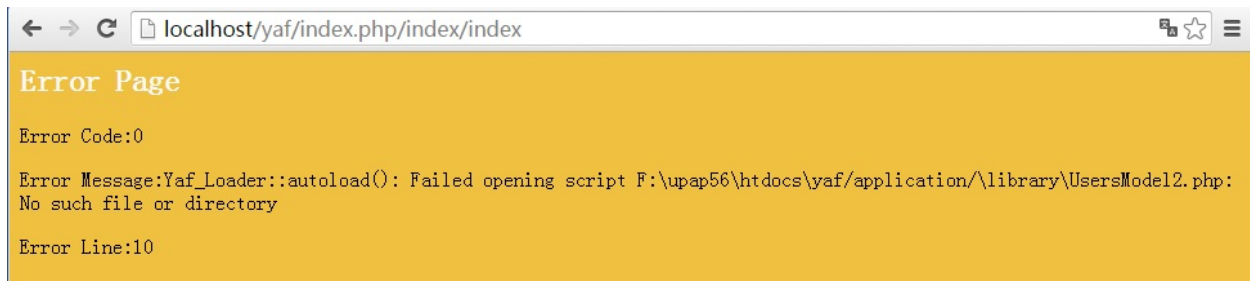 localhost/yaf/index.php/index/index
Error Page
Error Code:0
Error Message:Yaf_Loader::autoload(): Failed opening script F:\upap56\htdocs\yaf/application/\library\UsersModel2.php:
No such file or directory
Error Line:10